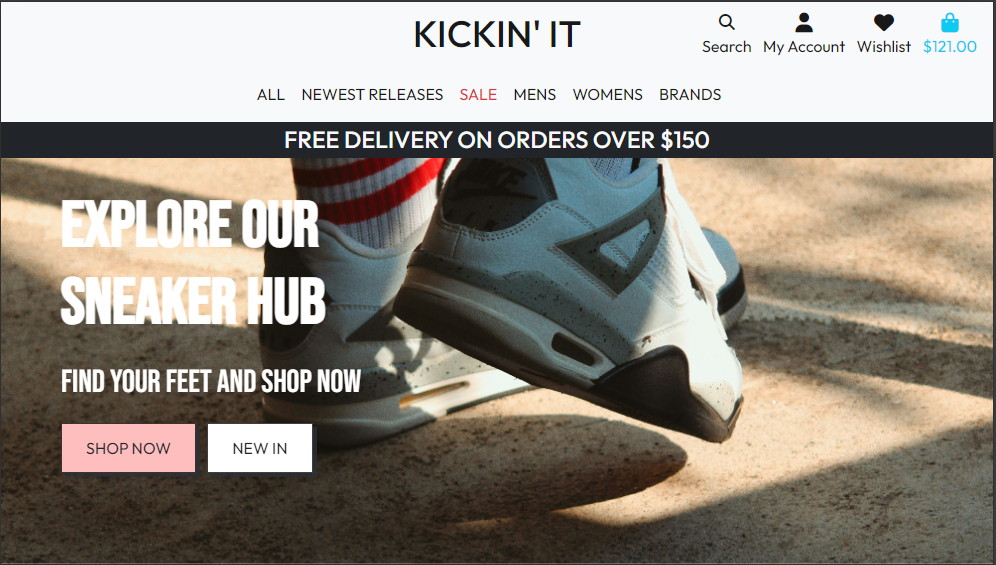 KICKIN' IT
Search My Account Wishlist $121.00
ALL NEWEST RELEASES SALE MENS WOMENS BRANDS
FREE DELIVERY ON ORDERS OVER $150
EXPLORE OUR
SNEAKER HUB
FIND YOUR FEET AND SHOP NOW
SHOP NOW NEW IN